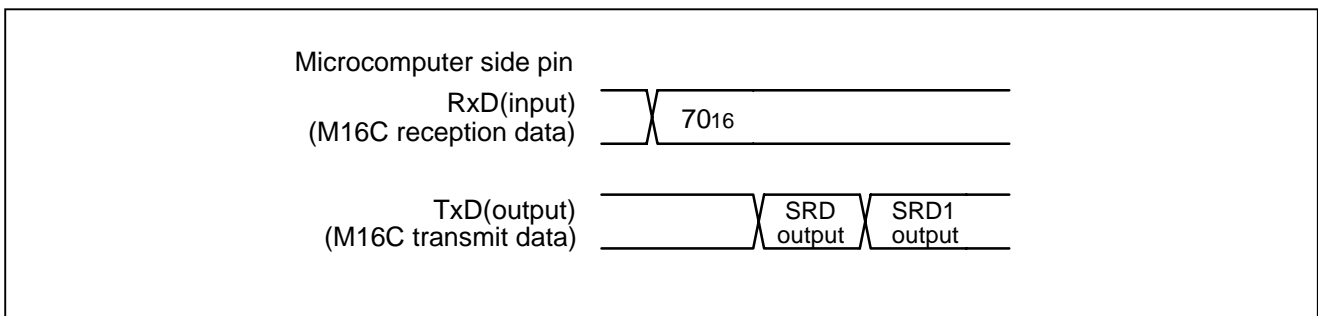 Microcomputer side pin
RxD(input)
(M16C reception data)
7016
TxD(output)
(M16C transmit data)
SRD
output
SRD1
output